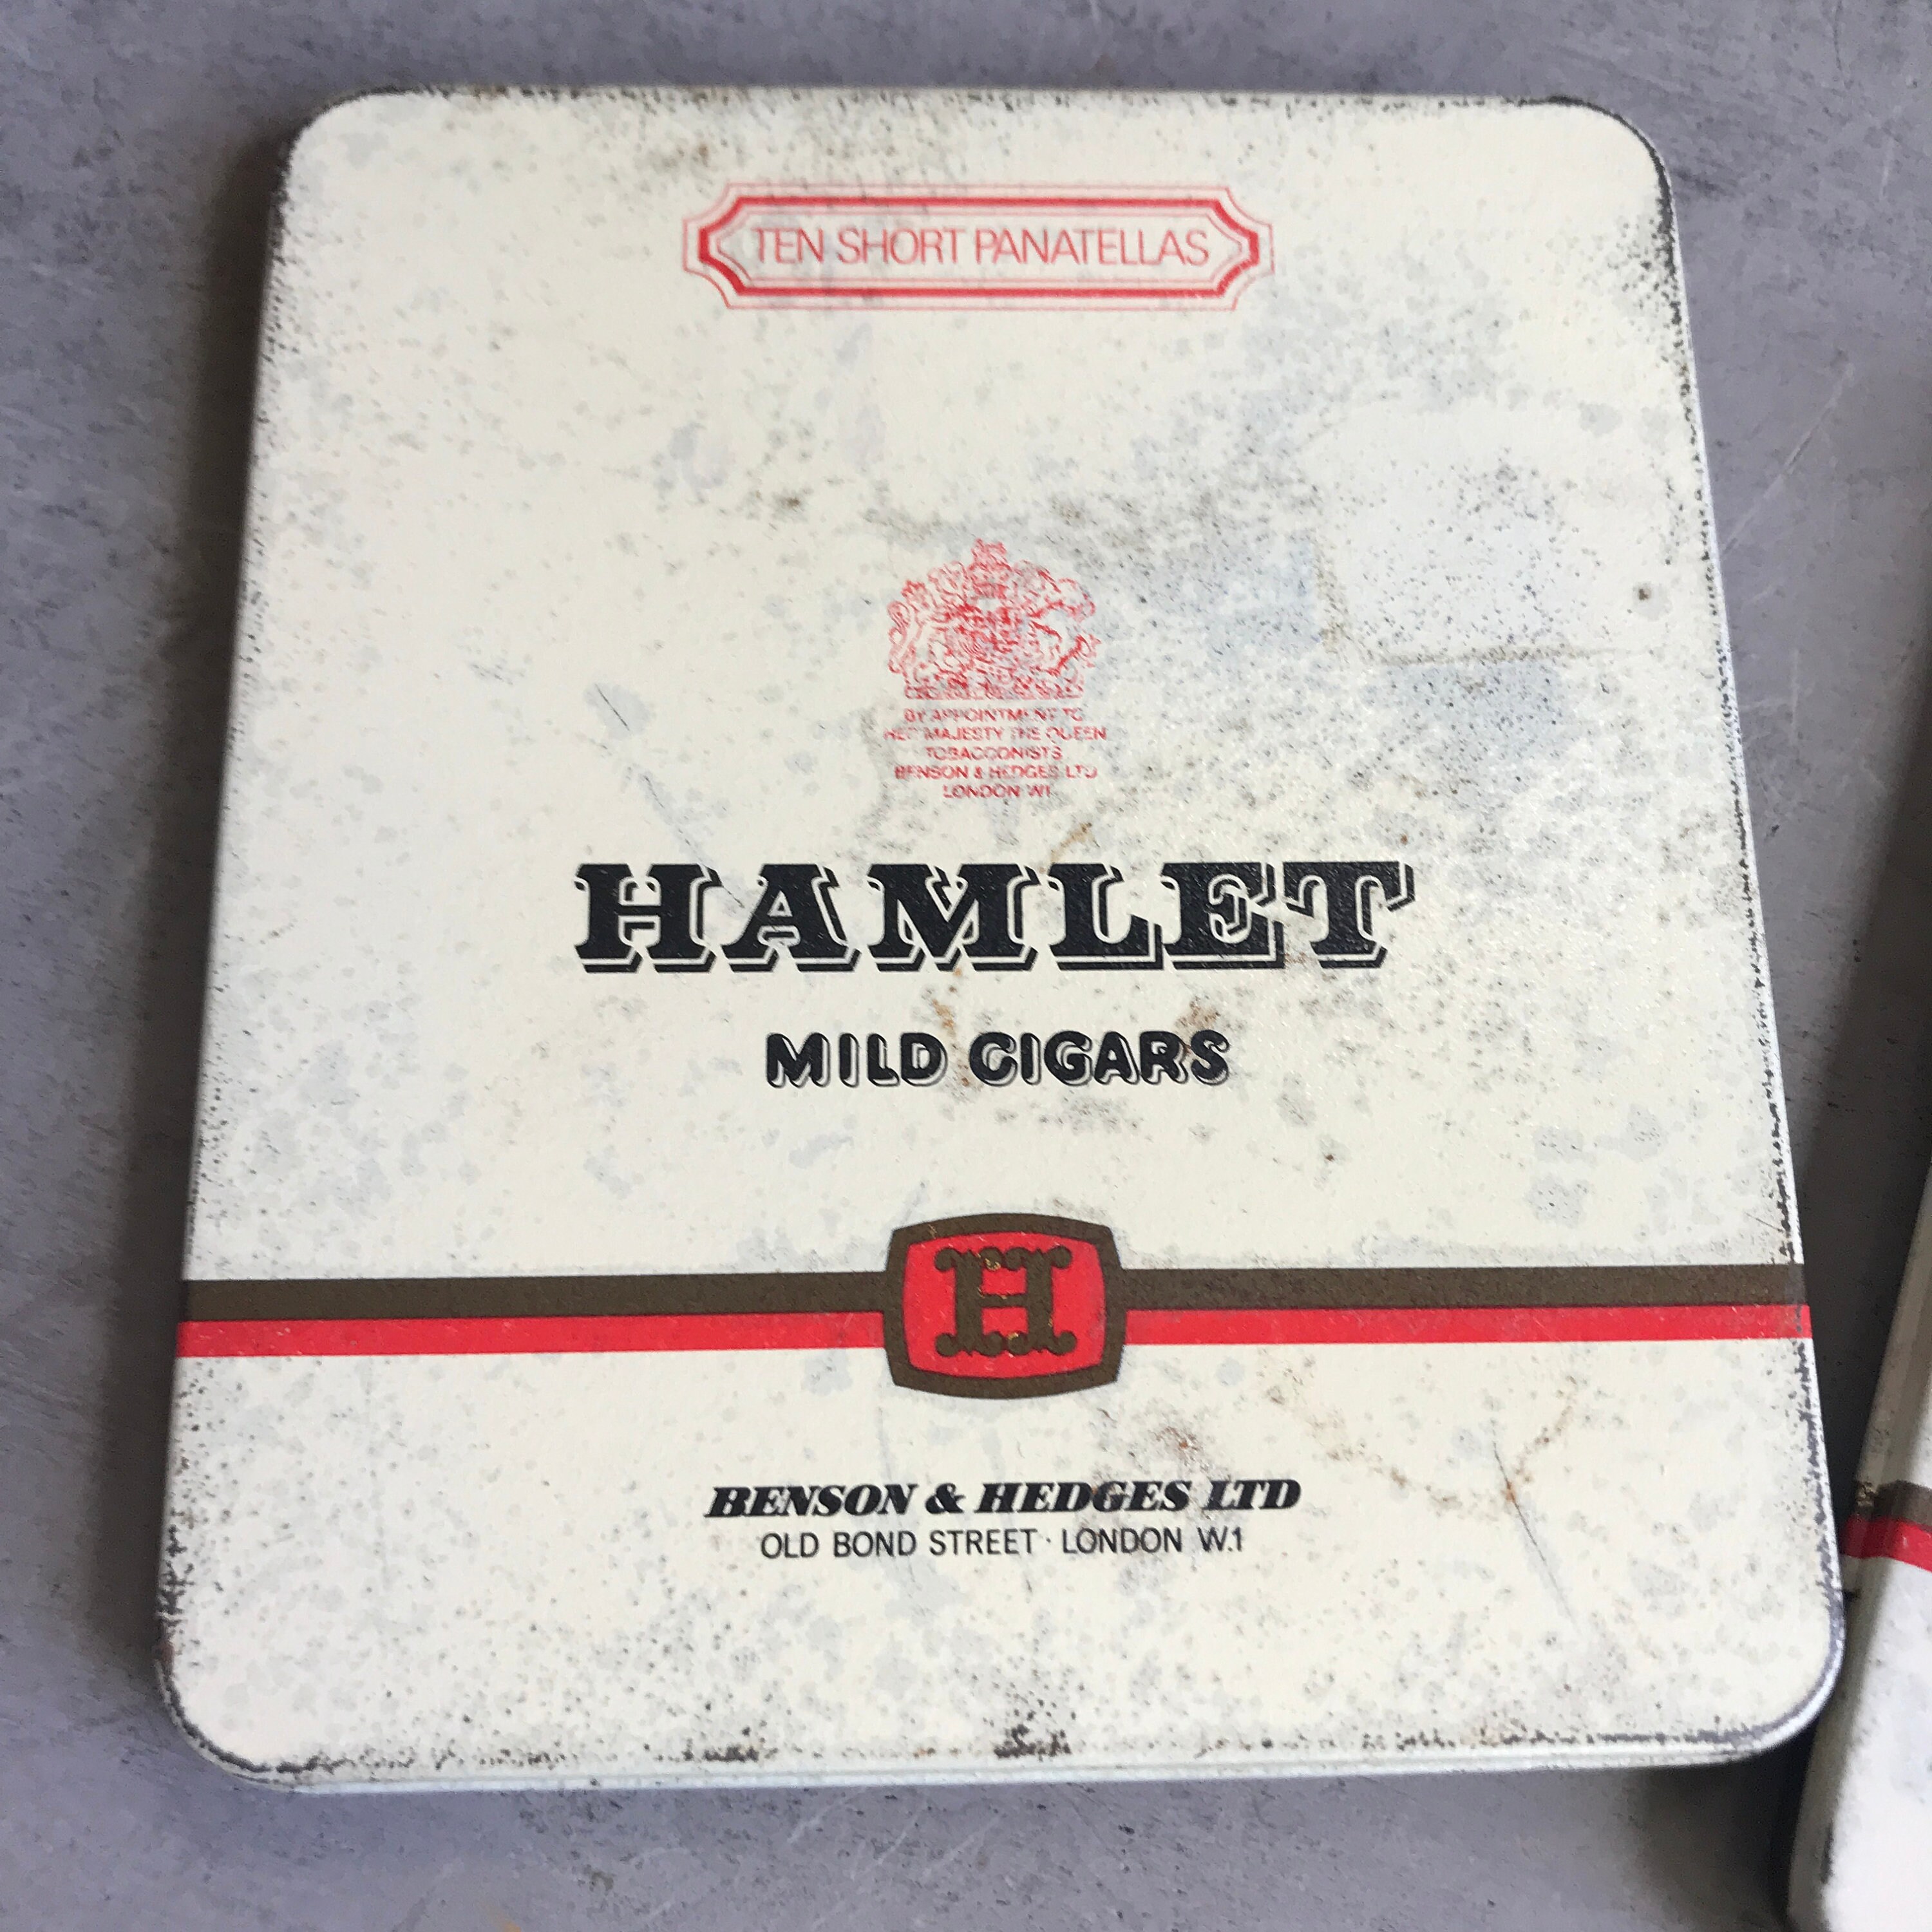 TEN SHORT PANATELLAS
BY APPOINTMENT TO
HER MAJESTY THE QUEEN
TOBACCONISTS
BENSON & HEDGES LTD
LONDON W1
HAMLET
MILD CIGARS
H
BENSON & HEDGES LTD
OLD BOND STREET · LONDON W.1